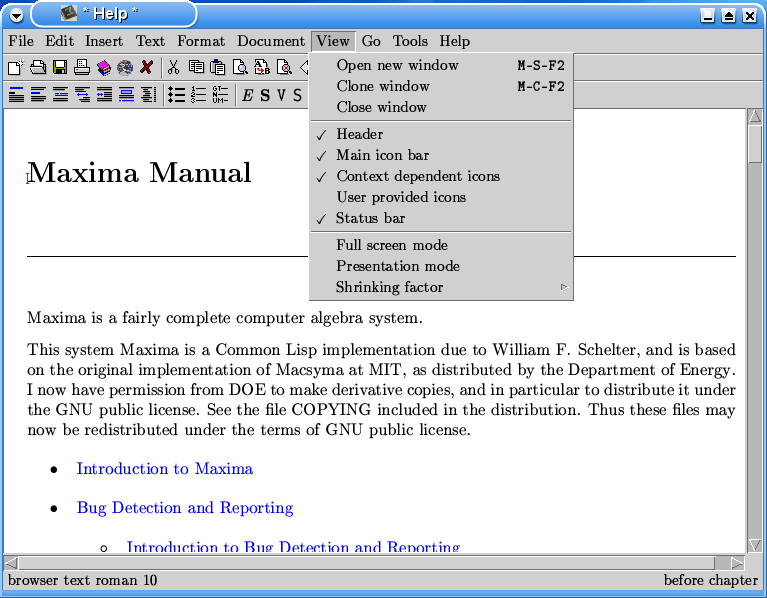 * Help *
File Edit Insert Text Format Document View Go Tools Help
Open new window M-S-F2
Clone window M-C-F2
Close window
Header
Main icon bar
Context dependent icons
User provided icons
Status bar
Full screen mode
Presentation mode
Shrinking factor
E S V S
Maxima Manual
Maxima is a fairly complete computer algebra system.
This system Maxima is a Common Lisp implementation due to William F. Schelter, and is based
on the original implementation of Macsyma at MIT, as distributed by the Department of Energy.
I now have permission from DOE to make derivative copies, and in particular to distribute it under
the GNU public license. See the file COPYING included in the distribution. Thus these files may
now be redistributed under the terms of GNU public license.
• Introduction to Maxima
• Bug Detection and Reporting
◦ Introduction to Bug Detection and Reporting
browser text roman 10 before chapter